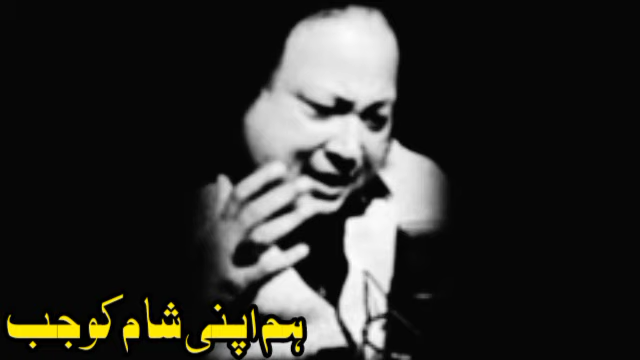 ہم اپنی شام کو جب